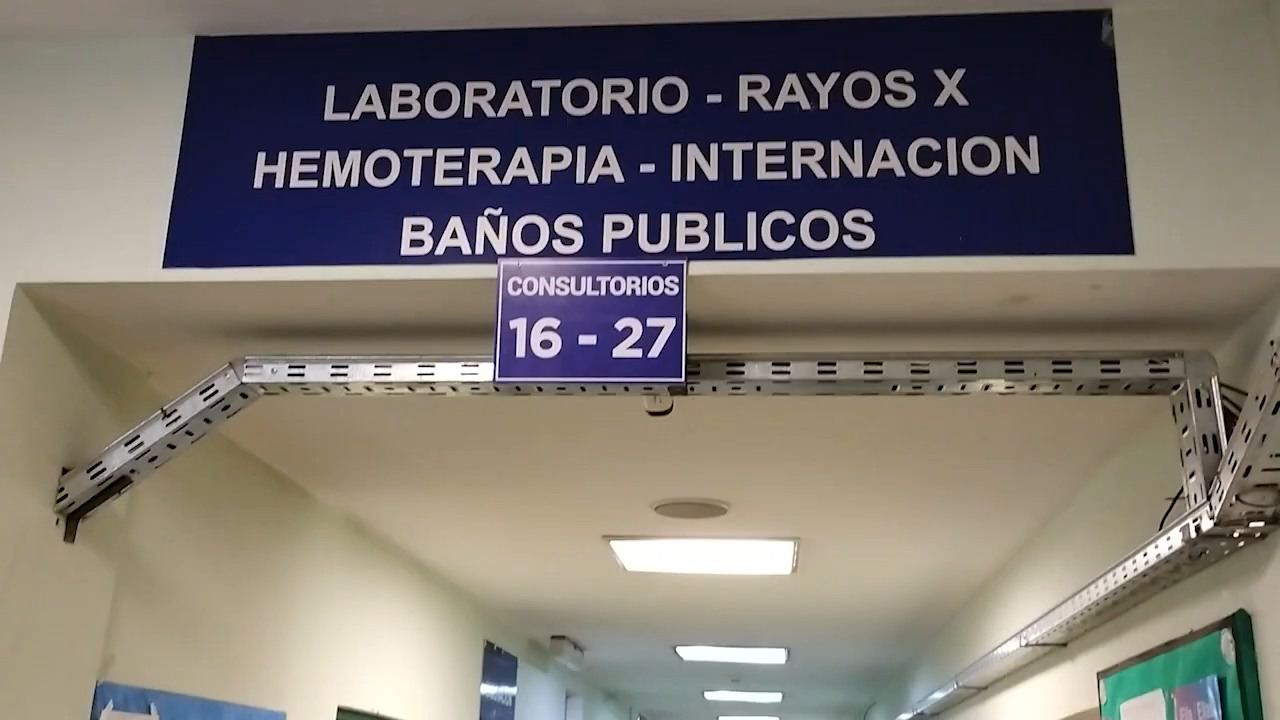 LABORATORIO - RAYOS X
HEMOTERAPIA - INTERNACION
BAÑOS PUBLICOS
CONSULTORIOS
16 - 27